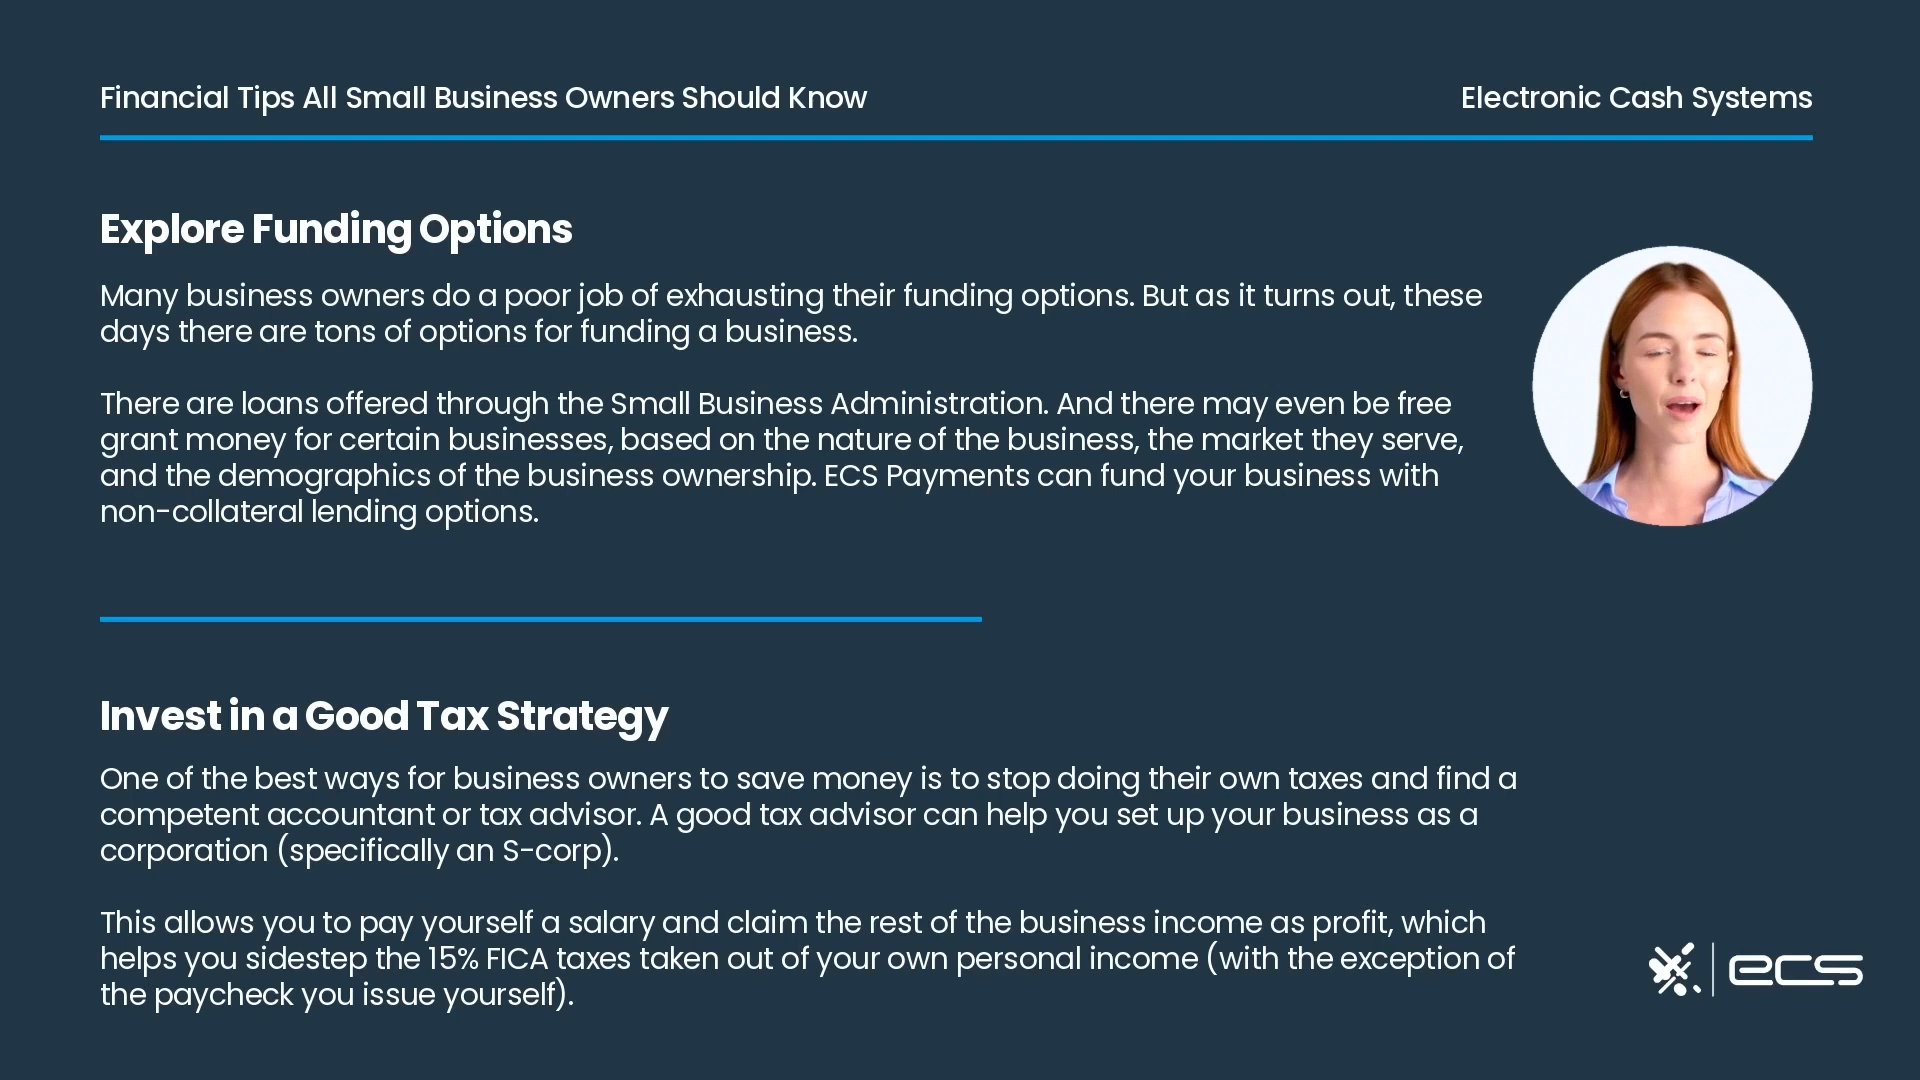 Financial Tips All Small Business Owners Should Know
Electronic Cash Systems
Explore Funding Options
Many business owners do a poor job of exhausting their funding options. But as it turns out, these
days there are tons of options for funding a business.
There are loans offered through the Small Business Administration. And there may even be free
grant money for certain businesses, based on the nature of the business, the market they serve,
and the demographics of the business ownership. ECS Payments can fund your business with
non-collateral lending options.
Invest in a Good Tax Strategy
One of the best ways for business owners to save money is to stop doing their own taxes and find a
competent accountant or tax advisor. A good tax advisor can help you set up your business as a
corporation (specifically an S-corp).
This allows you to pay yourself a salary and claim the rest of the business income as profit, which
helps you sidestep the 15% FICA taxes taken out of your own personal income (with the exception of
the paycheck you issue yourself).
ecs